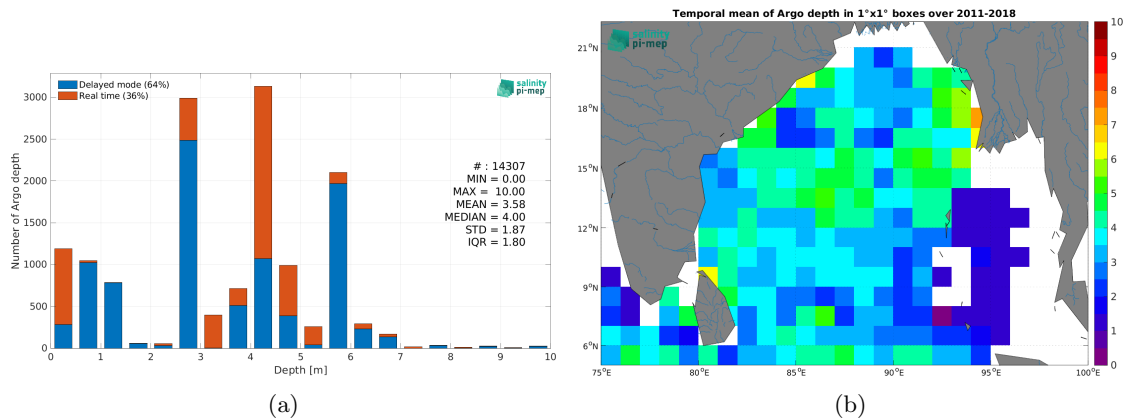 Delayed mode (64%)
Real time (36%)
salinity
pi-mep
3000
2500
2000
1500
1000
500
0
Number of Argo depth
# : 14307
MIN = 0.00
MAX = 10.00
MEAN = 3.58
MEDIAN = 4.00
STD = 1.87
IQR = 1.80
0 1 2 3 4 5 6 7 8 9 10
Depth [m]
(a)
Temporal mean of Argo depth in 1°x1° boxes over 2011-2018
salinity
pi-mep
21°N
18°N
15°N
12°N
9°N
6°N
75°E 80°E 85°E 90°E 95°E 100°E
10
9
8
7
6
5
4
3
2
1
0
(b)